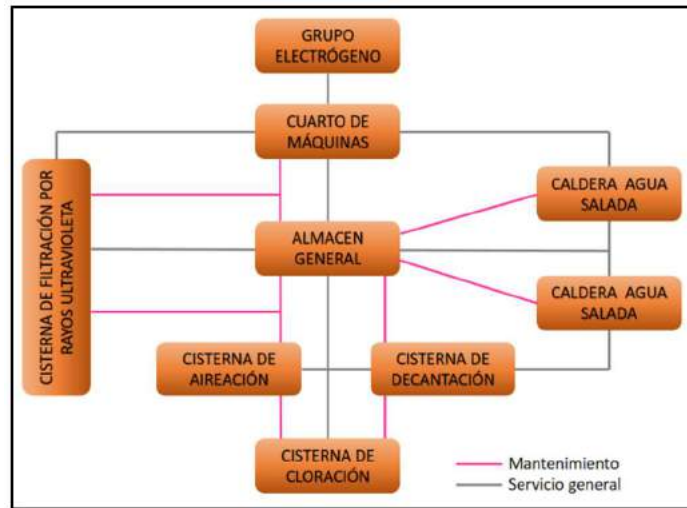 GRUPO
ELECTRÓGENO
CUARTO DE
MÁQUINAS
CISTERNA DE FILTRACIÓN POR
RAYOS ULTRAVIOLETA
CALDERA AGUA
SALADA
ALMACEN
GENERAL
CALDERA AGUA
SALADA
CISTERNA DE
AIREACIÓN
CISTERNA DE
DECANTACIÓN
CISTERNA DE
CLORACIÓN
Mantenimiento
Servicio general